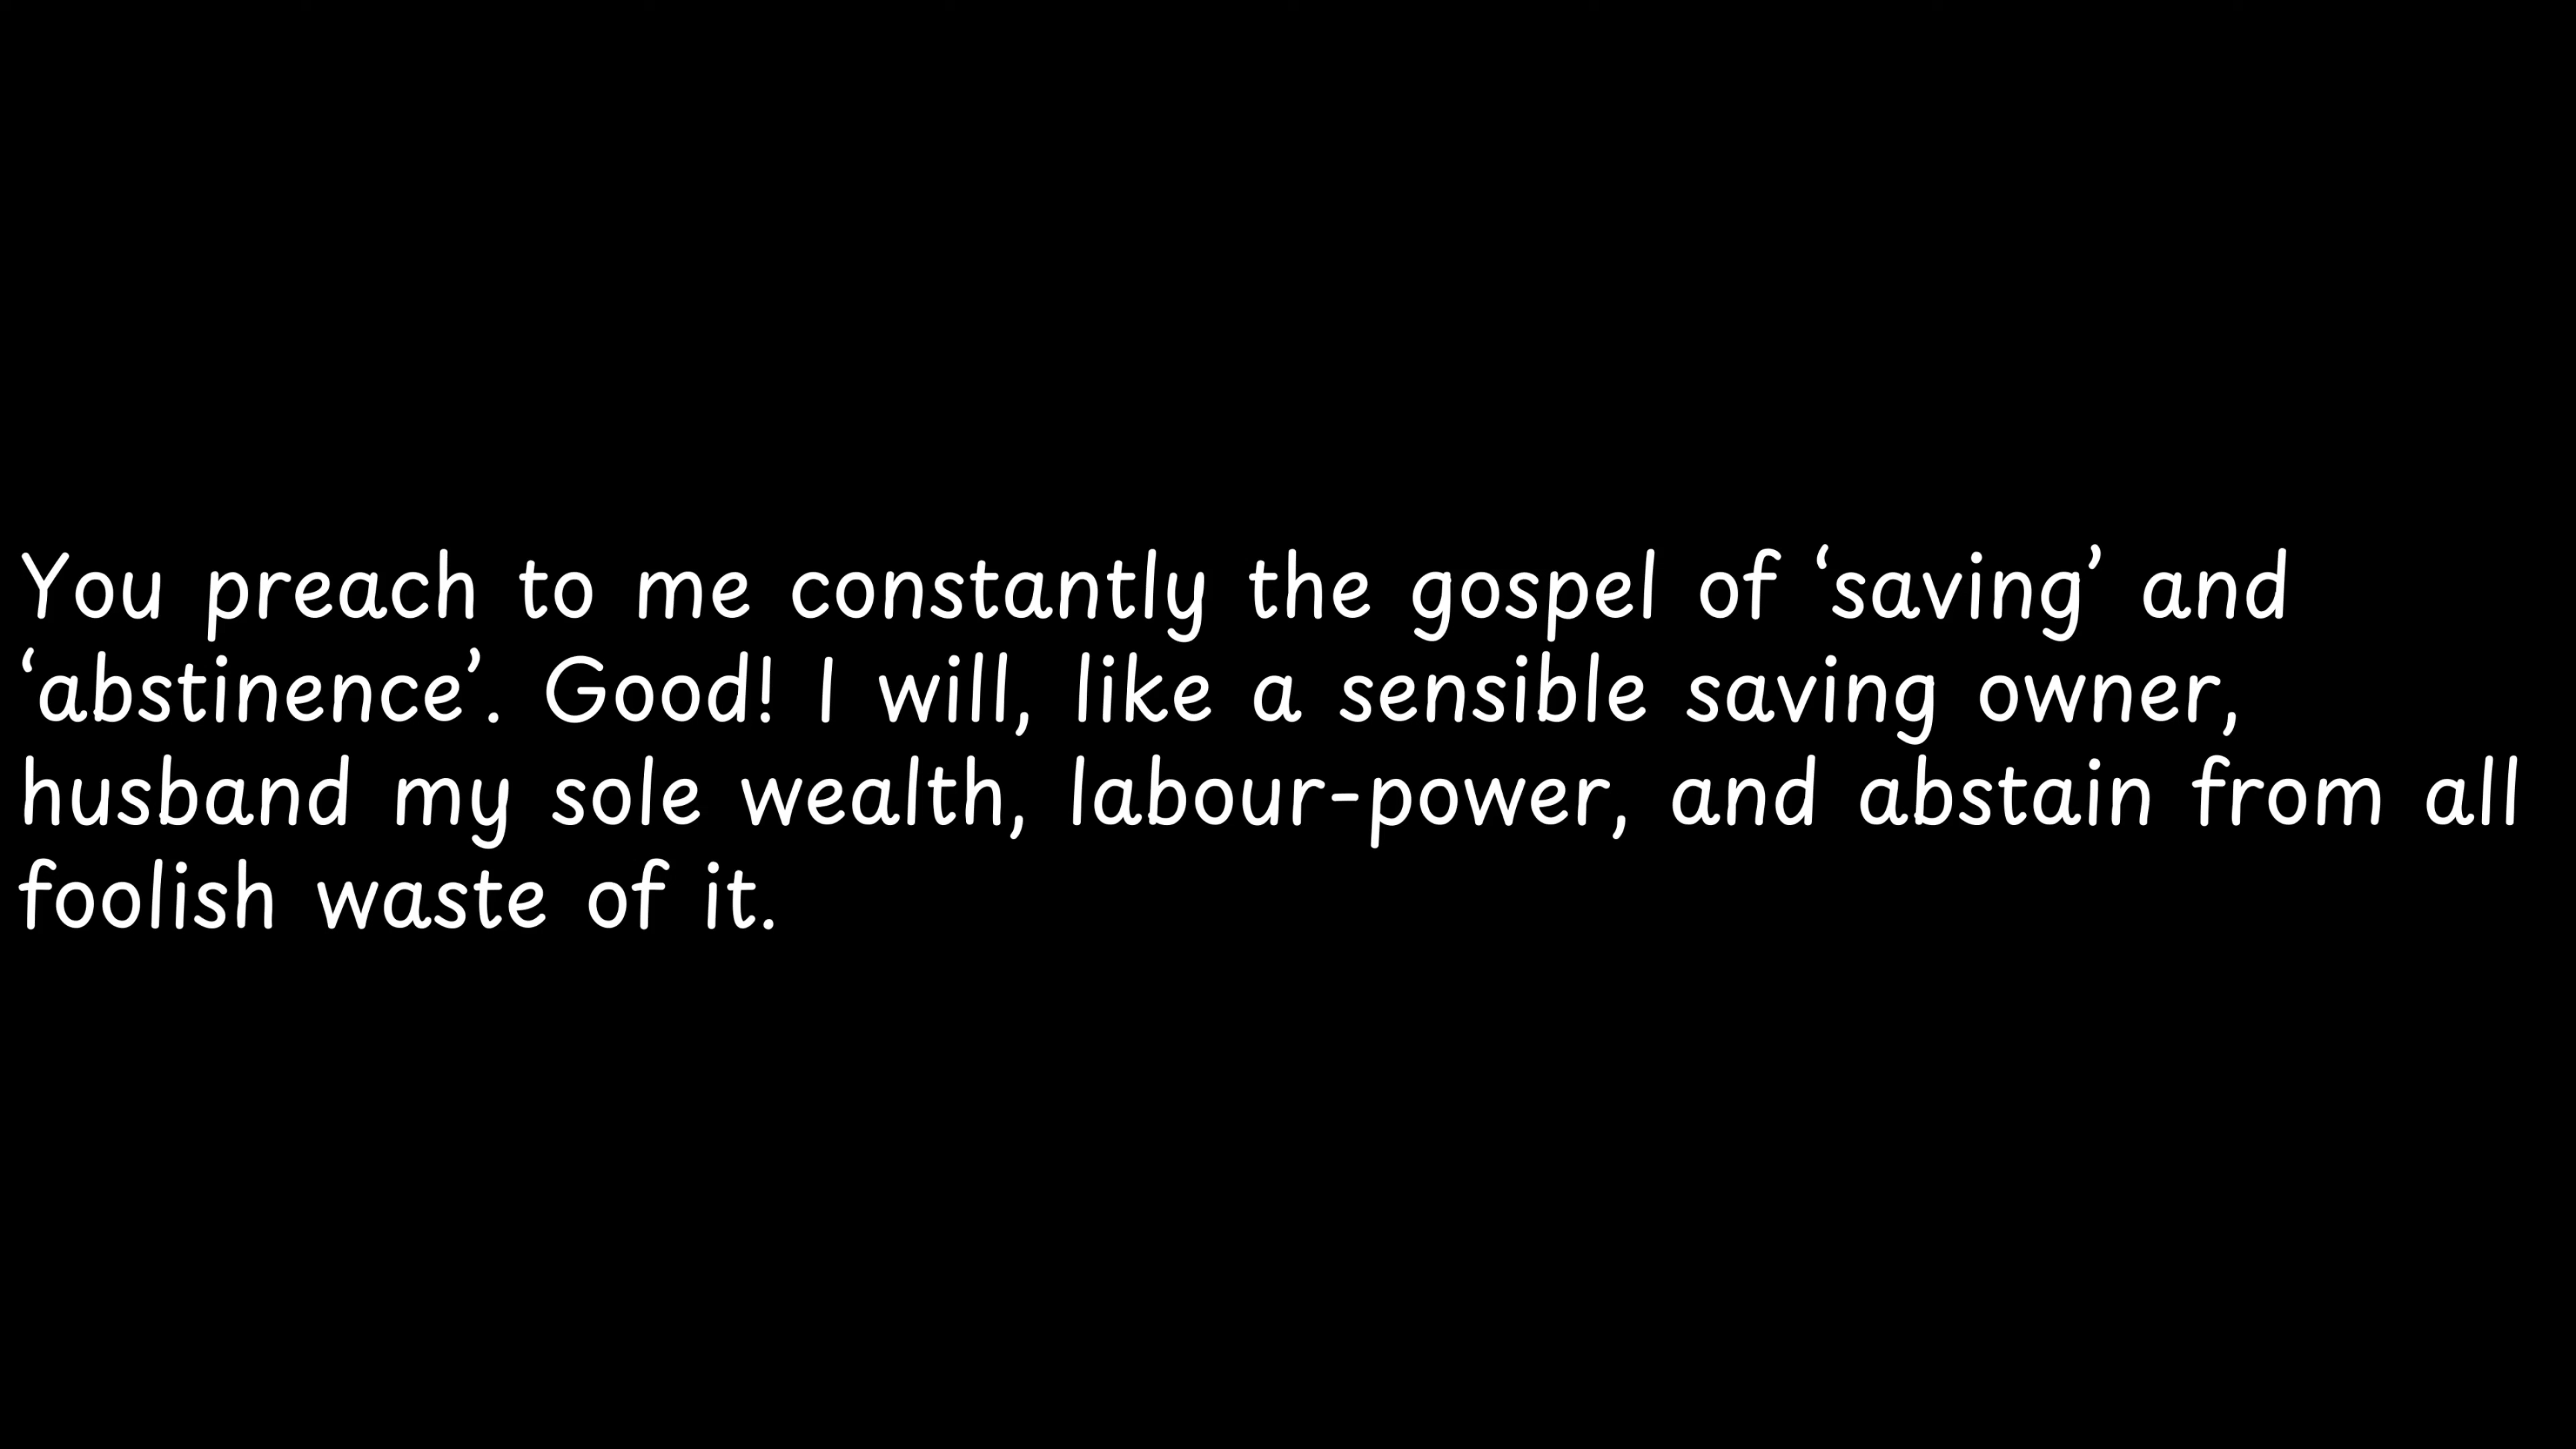 You preach to me constantly the gospel of ‘saving’ and
‘abstinence’. Good! I will, like a sensible saving owner,
husband my sole wealth, labour-power, and abstain from all
foolish waste of it.